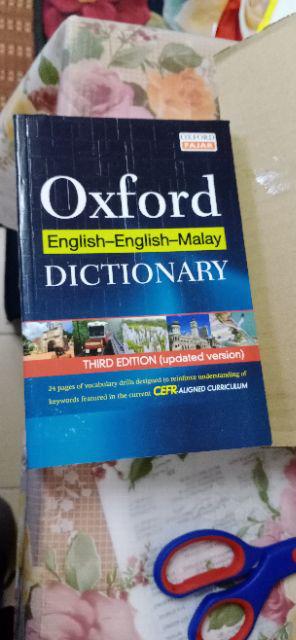 OXFORD
FAJAR
Oxford
English–English–Malay
DICTIONARY
THIRD EDITION (updated version)
24 pages of vocabulary drills designed to reinforce understanding of
keywords featured in the current CEFR-ALIGNED CURRICULUM